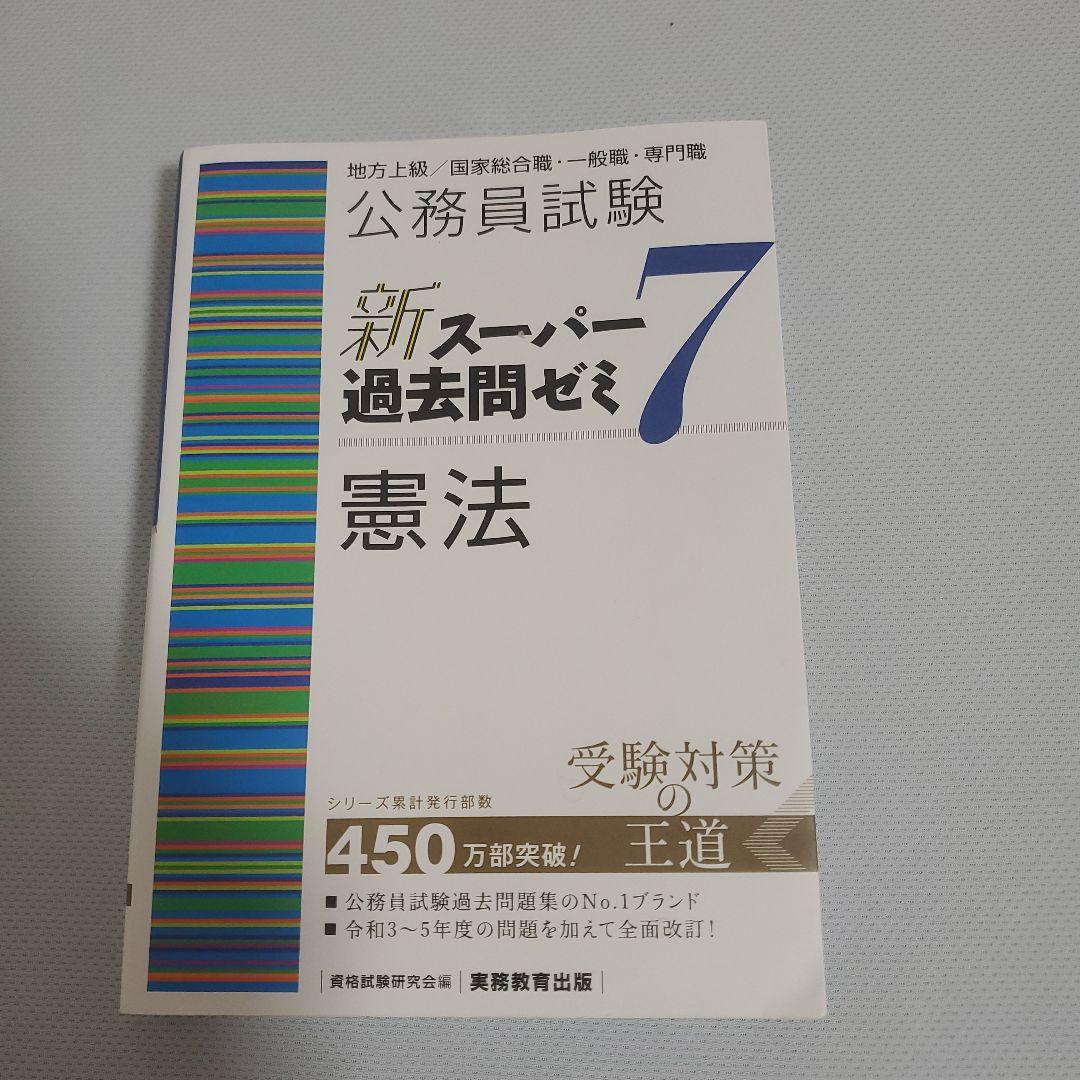 地方上級／国家総合職・一般職・専門職
公務員試験
新スーパー
過去問ゼミ7
憲法
受験対策
の
王道
シリーズ累計発行部数
450万部突破！
■ 公務員試験過去問題集のNo.1ブランド
■ 令和3～5年度の問題を加えて全面改訂！
資格試験研究会編 | 実務教育出版